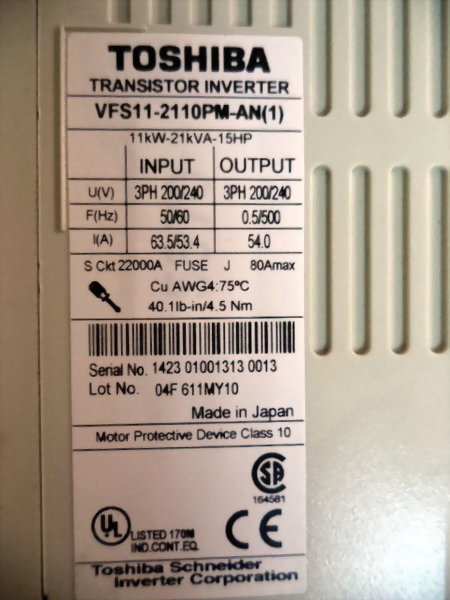 TOSHIBA
TRANSISTOR INVERTER
VFS11-2110PM-AN(1)
11kW-21kVA-15HP
INPUT OUTPUT
U(V) 3PH 200/240 3PH 200/240
F(Hz) 50/60 0.5/500
I(A) 63.5/53.4 54.0
S Ckt 22000A FUSE J 80Amax
Cu AWG4:75ºC
40.1lb-in/4.5 Nm
Serial No. 1423 01001313 0013
Lot No. 04F 611MY10
Made in Japan
Motor Protective Device Class 10
SA
164581
UL LISTED 170M
IND.CONT.EQ.
CE
Toshiba Schneider
Inverter Corporation